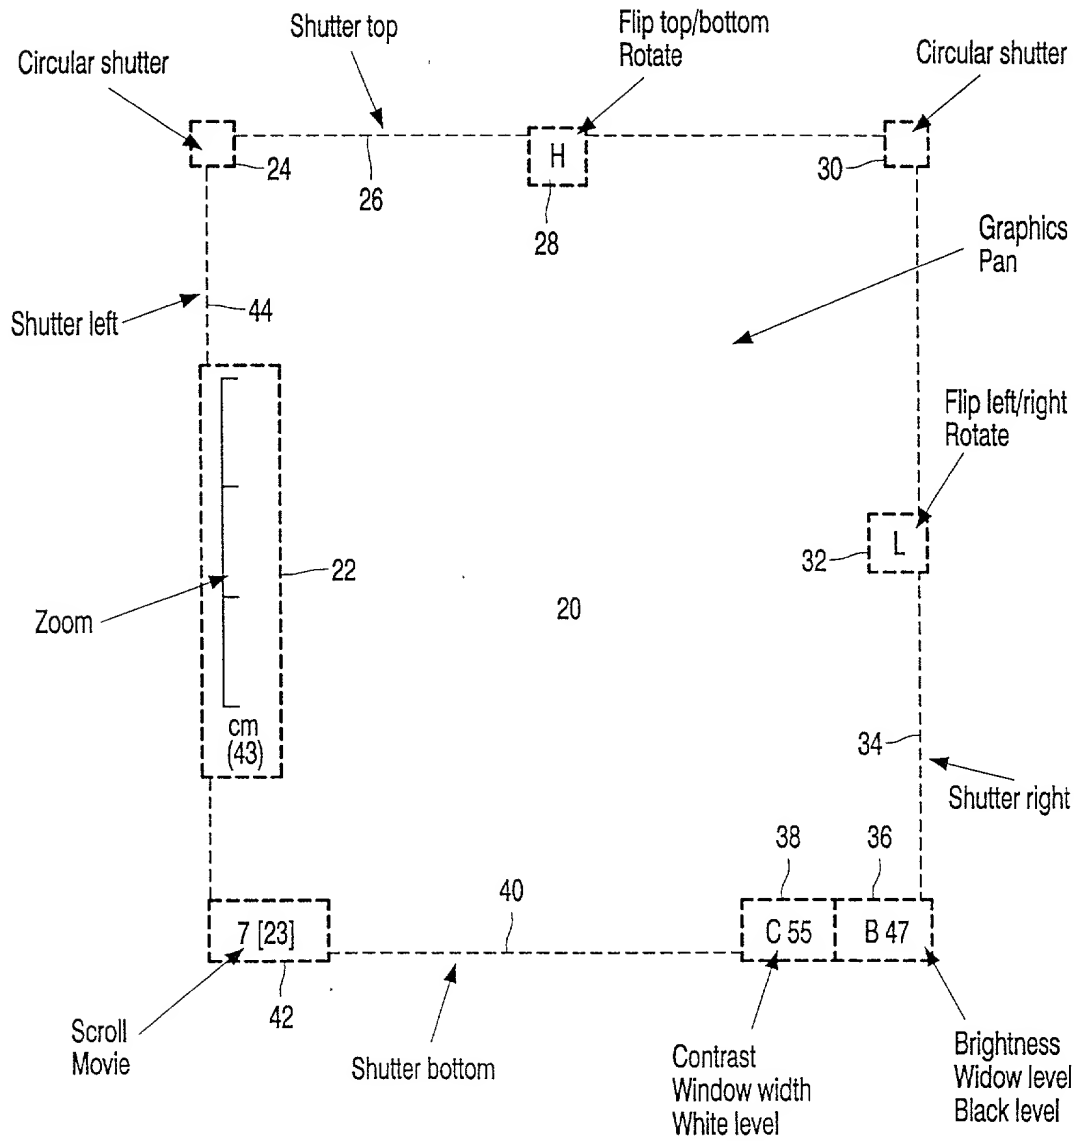 Shutter top
Flip top/bottom
Rotate
Circular shutter
Circular shutter
24
26
H
28
30
Graphics
Pan
Shutter left
44
Flip left/right
Rotate
L
32
22
Zoom
20
cm
(43)
34
Shutter right
38
36
40
7 [23]
C 55
B 47
42
Scroll
Movie
Shutter bottom
Contrast
Window width
White level
Brightness
Widow level
Black level